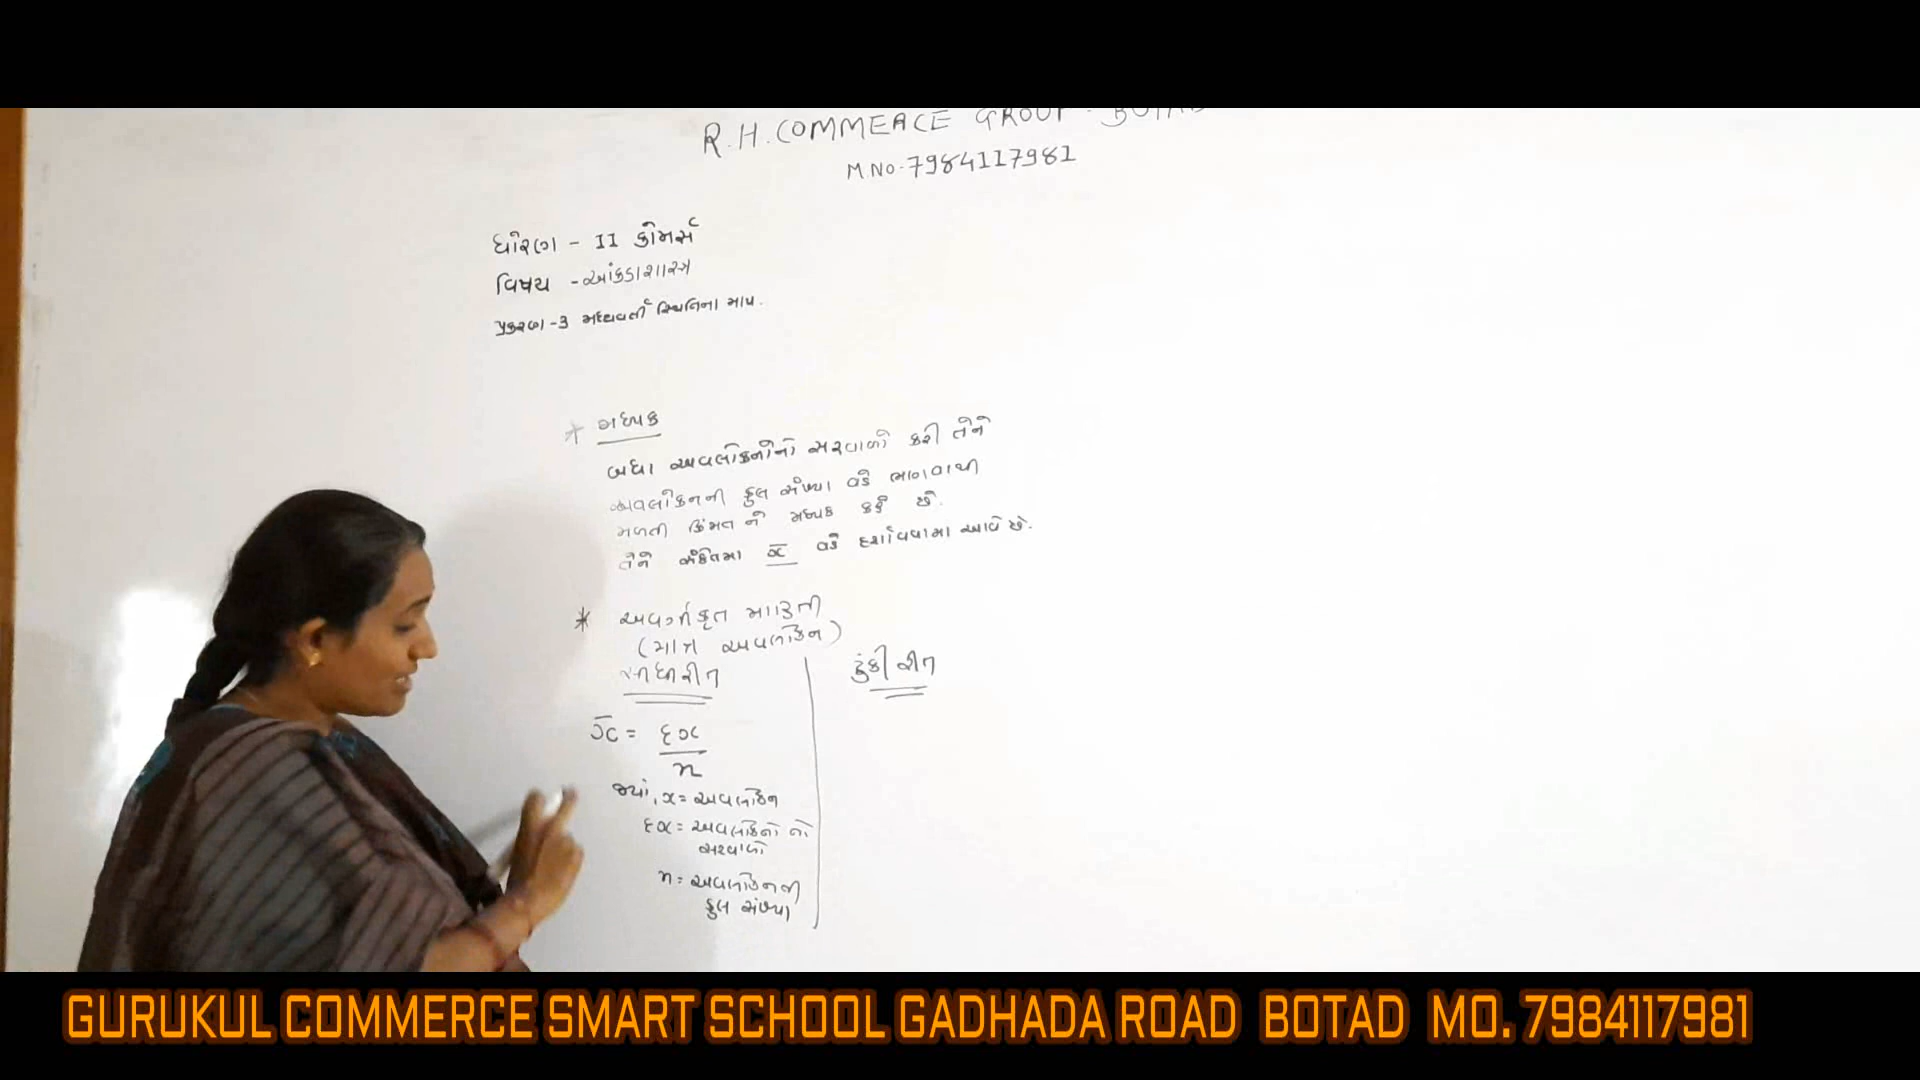 R.H. COMMERCE GROUP - BOTAD
M.NO.7984117981
ધોરણ - 11 કોમર્સ
વિષય - આંકડાશાસ્ત્ર
પ્રકરણ - 3 મધ્યવર્તી સ્થિતિના માપ.
* મધ્યક
બધા અવલોકનોનો સરવાળો કરી તેને
અવલોકનની કુલ સંખ્યા વડે ભાગવાથી
મળતી કિંમત ને મધ્યક કહે છે.
તેને સંકેતમા x̄ વડે દર્શાવવામા આવે છે.
* અવર્ગીકૃત માહિતી
(માત્ર અવલોકન)
સીધી રીત
ટુંકી રીત
x̄ = Σx
n
જ્યાં, x = અવલોકન
Σx = અવલોકનો નો
સરવાળો
n = અવલોકનની
કુલ સંખ્યા
GURUKUL COMMERCE SMART SCHOOL GADHADA ROAD BOTAD MO. 7984117981